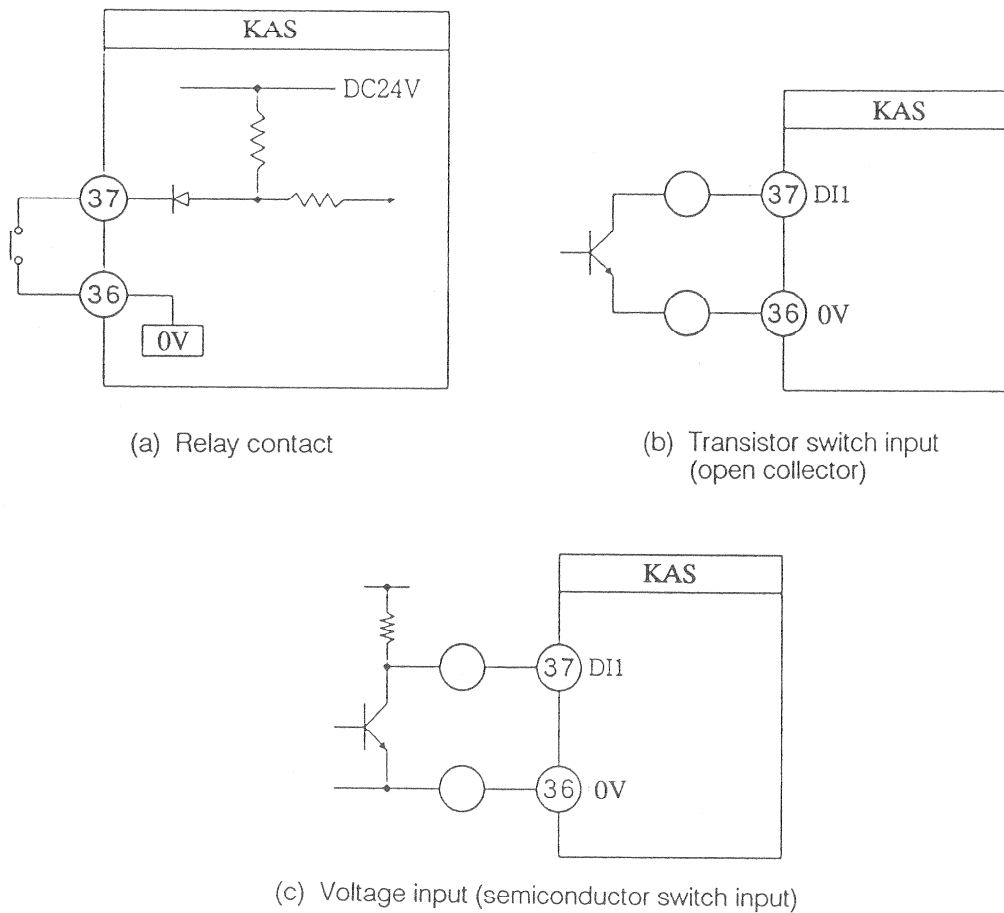 KAS
DC24V
37
36
0V
(a) Relay contact
KAS
37 DI1
36 0V
(b) Transistor switch input
(open collector)
KAS
37 DI1
36 0V
(c) Voltage input (semiconductor switch input)